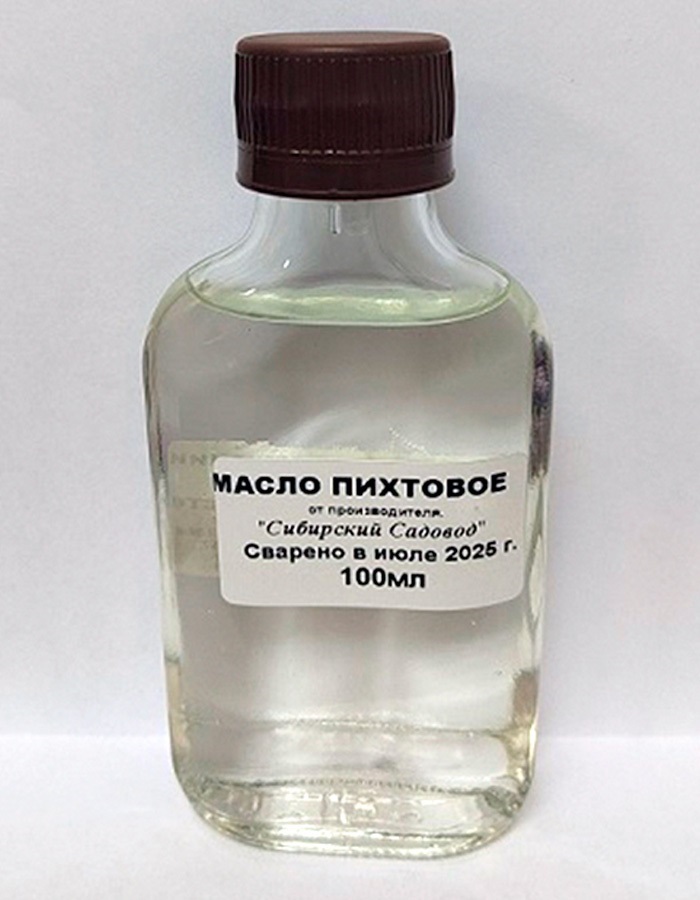 МАСЛО ПИХТОВОЕ
от производителя.
"Сибирский Садовод"
Сварено в июле 2025 г.
100мл